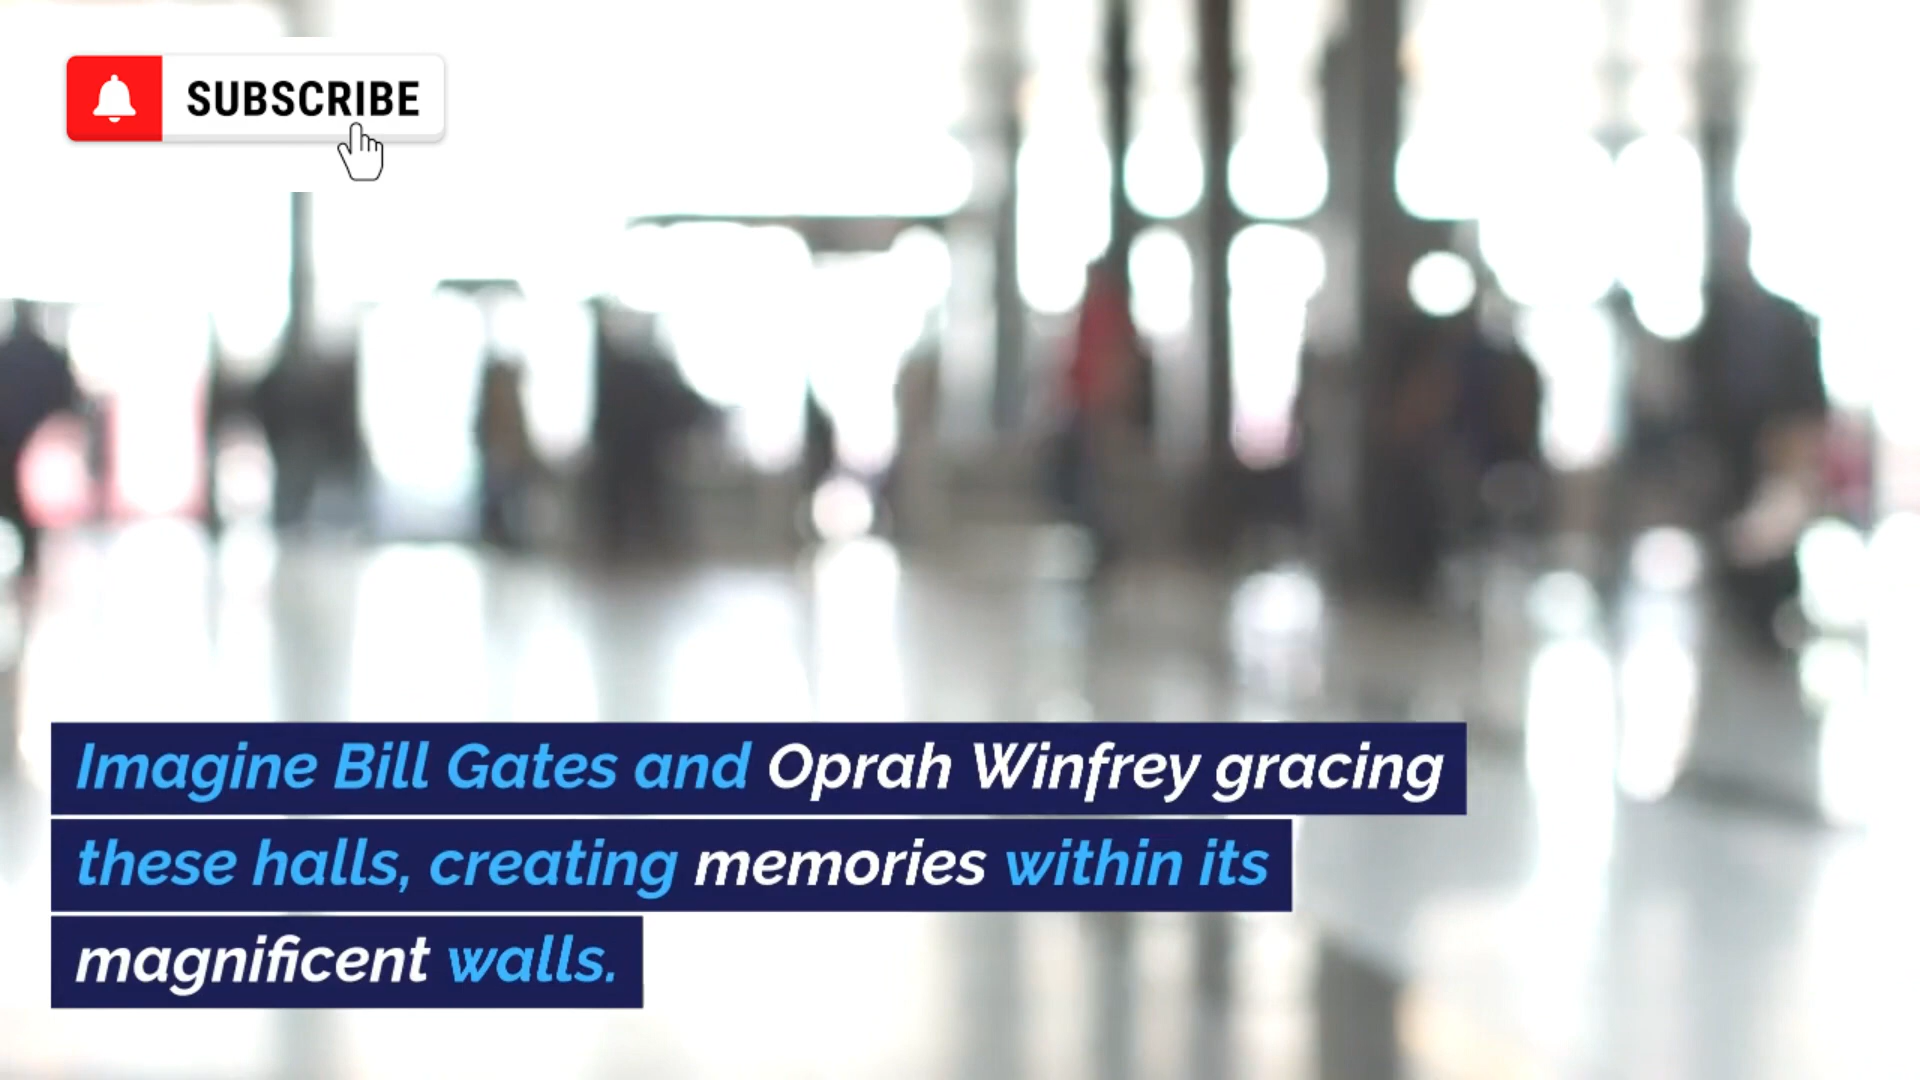 SUBSCRIBE
Imagine Bill Gates and Oprah Winfrey gracing
these halls, creating memories within its
magnificent walls.